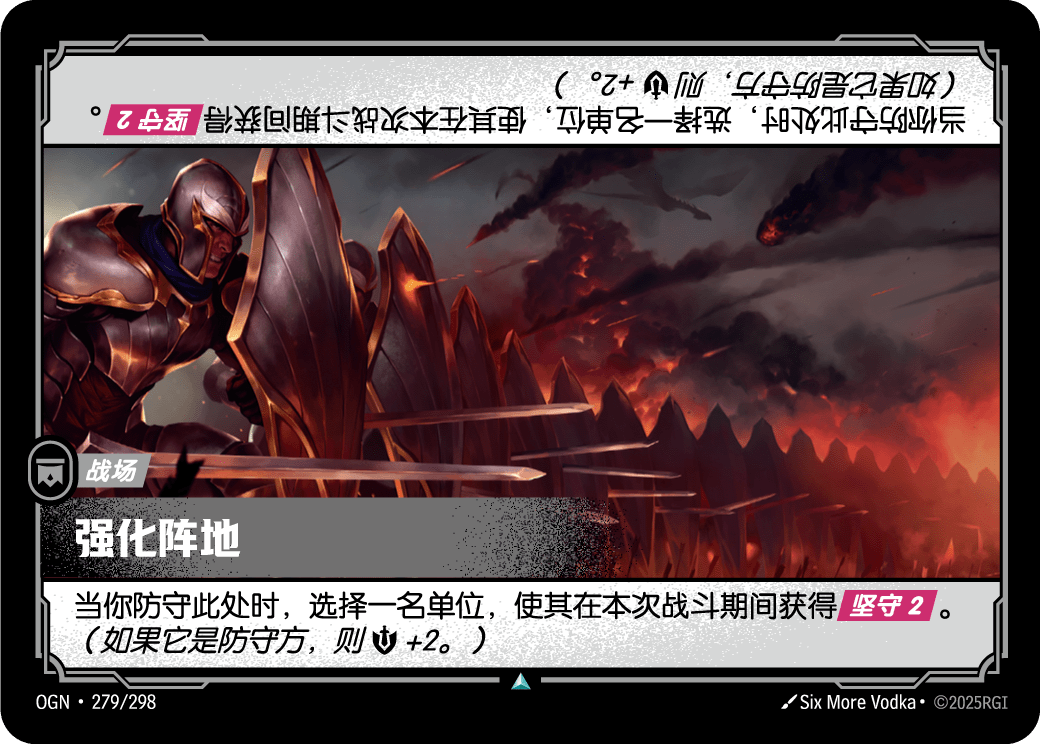 当你防守此处时，选择一名单位，使其在本次战斗期间获得 坚守 2 。
（如果它是防守方，则 +2。）
战场
强化阵地
当你防守此处时，选择一名单位，使其在本次战斗期间获得 坚守 2 。
（如果它是防守方，则 +2。）
OGN • 279/298
Six More Vodka • ©2025RGI